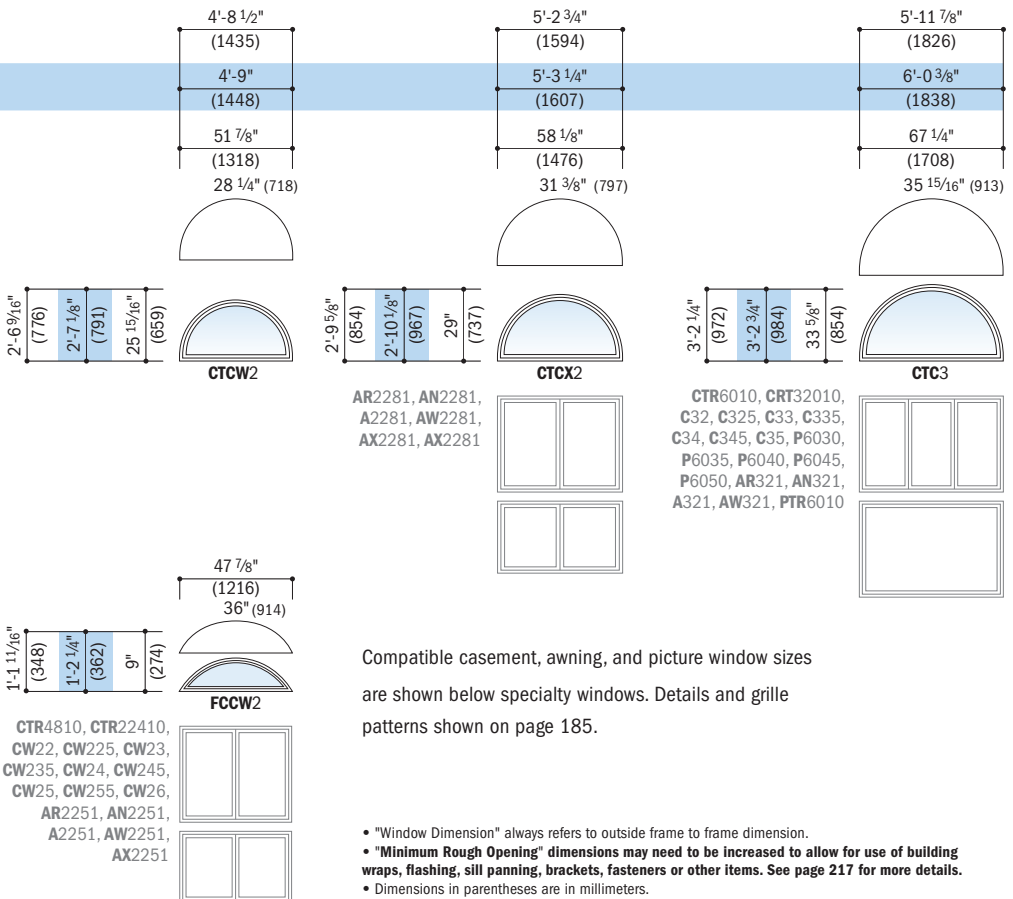 4'-8 1/2"
(1435)
4'-9"
(1448)
51 7/8"
(1318)
28 1/4" (718)
5'-2 3/4"
(1594)
5'-3 1/4"
(1607)
58 1/8"
(1476)
31 3/8" (797)
5'-11 7/8"
(1826)
6'-0 3/8"
(1838)
67 1/4"
(1708)
35 15/16" (913)
2'-6 9/16"
(776)
2'-7 1/8"
(791)
25 15/16"
(659)
CTCW2
2'-9 5/8"
(854)
2'-10 1/8"
(967)
29"
(737)
CTCX2
AR2281, AN2281,
A2281, AW2281,
AX2281, AX2281
3'-2 1/4"
(972)
3'-2 3/4"
(984)
33 5/8"
(854)
CTC3
CTR6010, CRT32010,
C32, C325, C33, C335,
C34, C345, C35, P6030,
P6035, P6040, P6045,
P6050, AR321, AN321,
A321, AW321, PTR6010
47 7/8"
(1216)
36" (914)
1'-1 11/16"
(348)
1'-2 1/4"
(362)
9"
(274)
FCCW2
CTR4810, CTR22410,
CW22, CW225, CW23,
CW235, CW24, CW245,
CW25, CW255, CW26,
AR2251, AN2251,
A2251, AW2251,
AX2251
Compatible casement, awning, and picture window sizes
are shown below specialty windows. Details and grille
patterns shown on page 185.
• "Window Dimension" always refers to outside frame to frame dimension.
• "Minimum Rough Opening" dimensions may need to be increased to allow for use of building
wraps, flashing, sill panning, brackets, fasteners or other items. See page 217 for more details.
• Dimensions in parentheses are in millimeters.